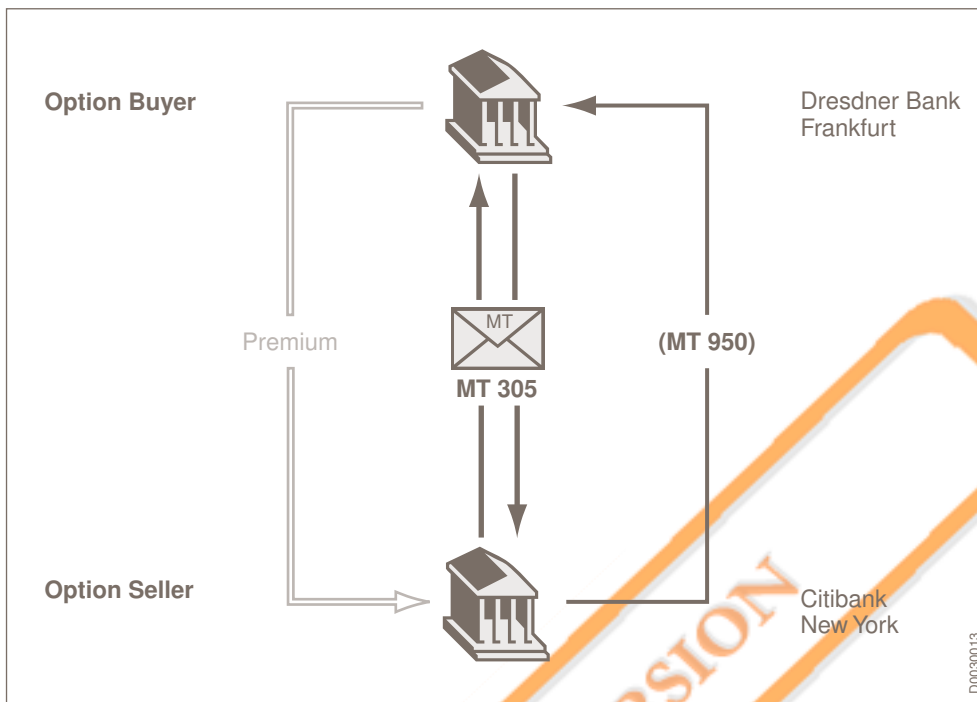 Option Buyer
Dresdner Bank
Frankfurt
Premium
MT
MT 305
(MT 950)
Option Seller
Citibank
New York
D0030013